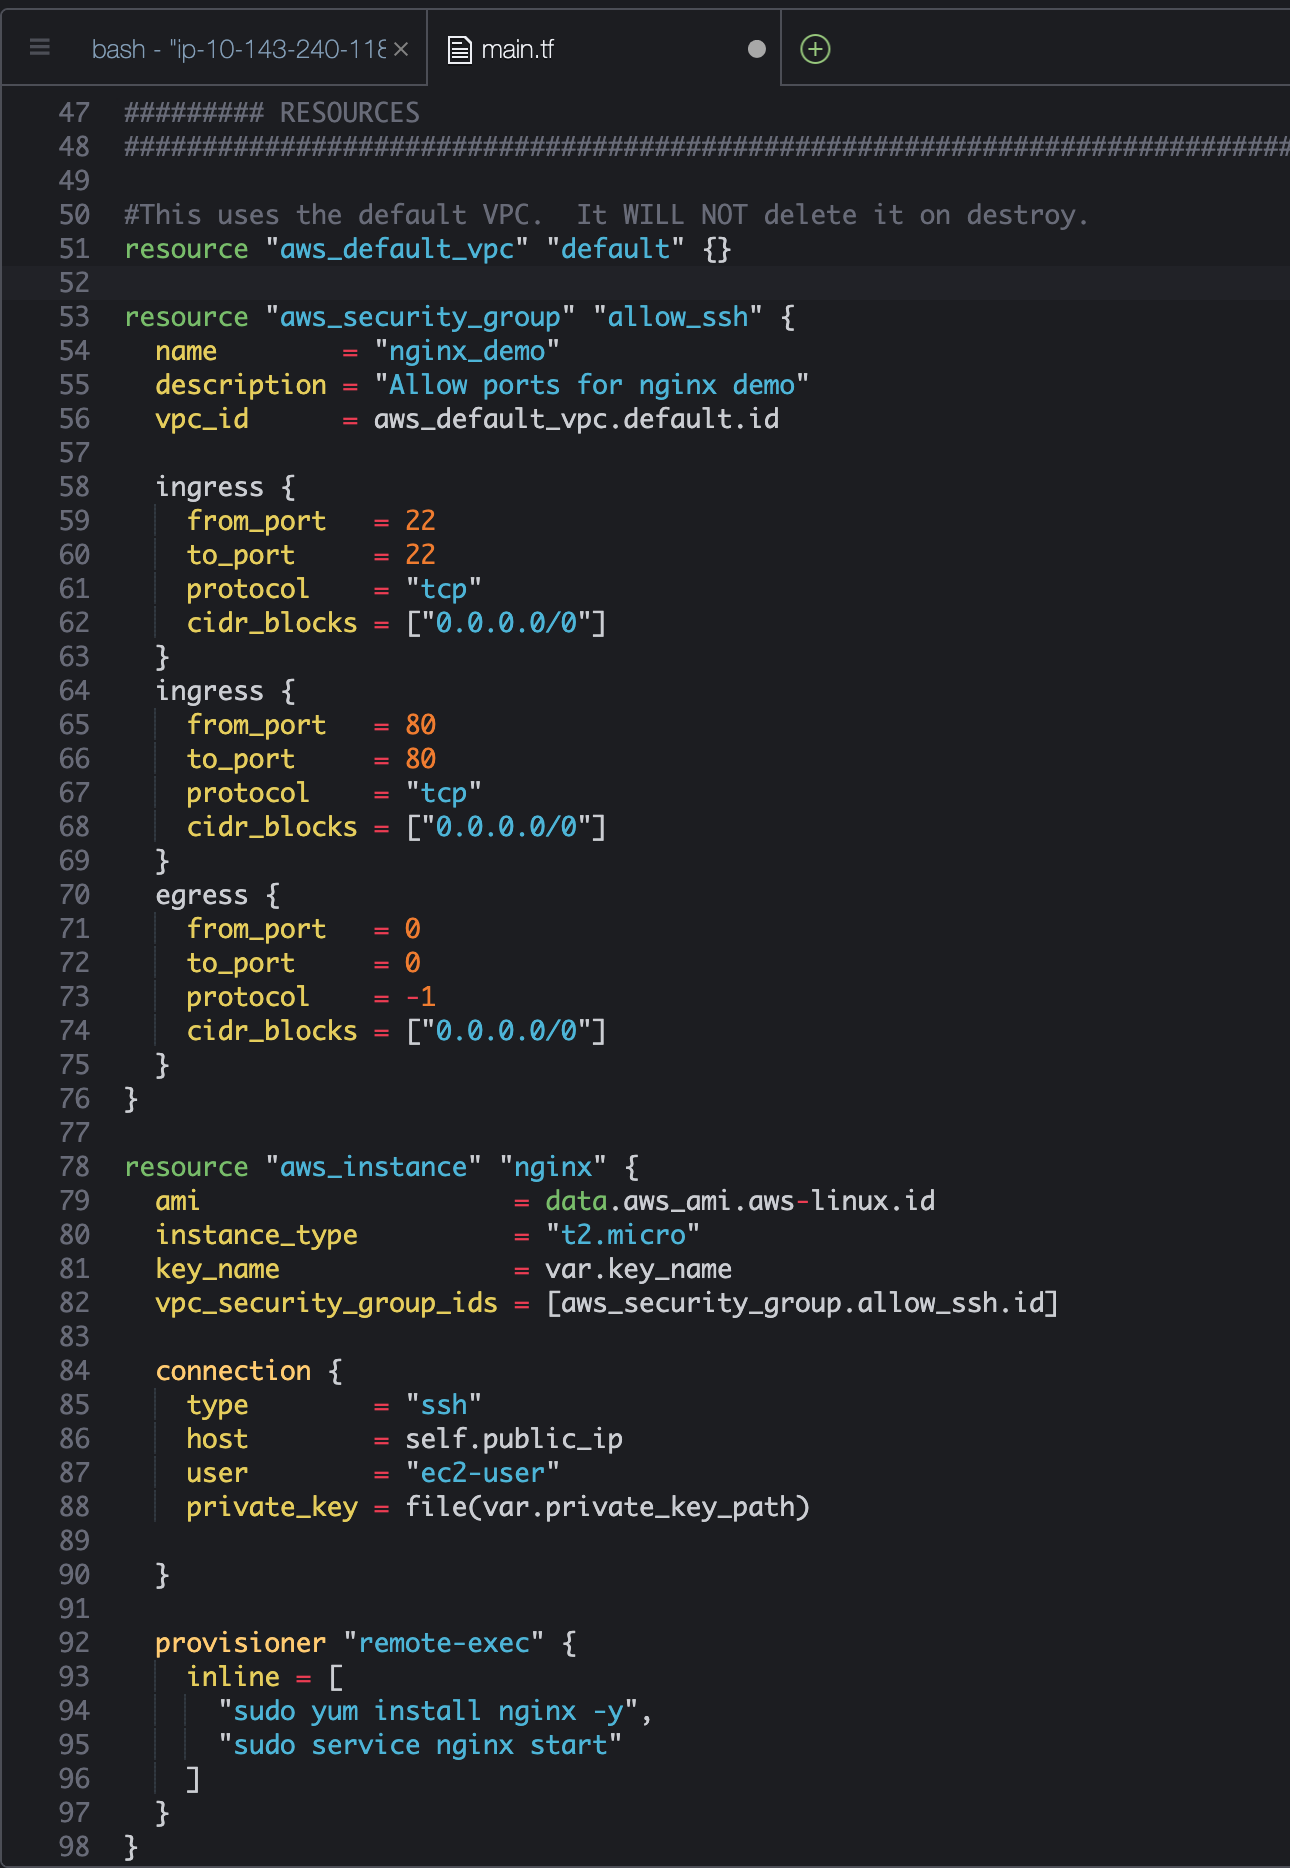 bash - "ip-10-143-240-118 ×
main.tf
47 ######### RESOURCES
48 ###########################################################################
49
50 #This uses the default VPC.  It WILL NOT delete it on destroy.
51 resource "aws_default_vpc" "default" {}
52
53 resource "aws_security_group" "allow_ssh" {
54   name        = "nginx_demo"
55   description = "Allow ports for nginx demo"
56   vpc_id      = aws_default_vpc.default.id
57
58   ingress {
59     from_port   = 22
60     to_port     = 22
61     protocol    = "tcp"
62     cidr_blocks = ["0.0.0.0/0"]
63   }
64   ingress {
65     from_port   = 80
66     to_port     = 80
67     protocol    = "tcp"
68     cidr_blocks = ["0.0.0.0/0"]
69   }
70   egress {
71     from_port   = 0
72     to_port     = 0
73     protocol    = -1
74     cidr_blocks = ["0.0.0.0/0"]
75   }
76 }
77
78 resource "aws_instance" "nginx" {
79   ami                    = data.aws_ami.aws-linux.id
80   instance_type          = "t2.micro"
81   key_name               = var.key_name
82   vpc_security_group_ids = [aws_security_group.allow_ssh.id]
83
84   connection {
85     type        = "ssh"
86     host        = self.public_ip
87     user        = "ec2-user"
88     private_key = file(var.private_key_path)
89
90   }
91
92   provisioner "remote-exec" {
93     inline = [
94       "sudo yum install nginx -y",
95       "sudo service nginx start"
96     ]
97   }
98 }